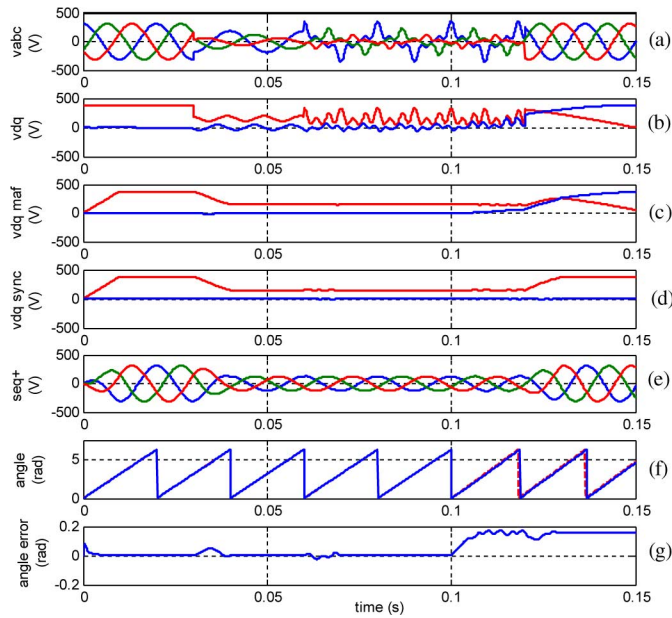 500
0
-500
vabc
(V)
(a)
0
0.05
0.1
0.15
500
0
-500
vdq
(V)
(b)
0
0.05
0.1
0.15
500
0
-500
vdq maf
(V)
(c)
0
0.05
0.1
0.15
500
0
-500
vdq sync
(V)
(d)
0
0.05
0.1
0.15
500
0
-500
seq+
(V)
(e)
0
0.05
0.1
0.15
5
0
angle
(rad)
(f)
0
0.05
0.1
0.15
0.2
0
-0.2
angle error
(rad)
(g)
0
0.05
0.1
0.15
time (s)